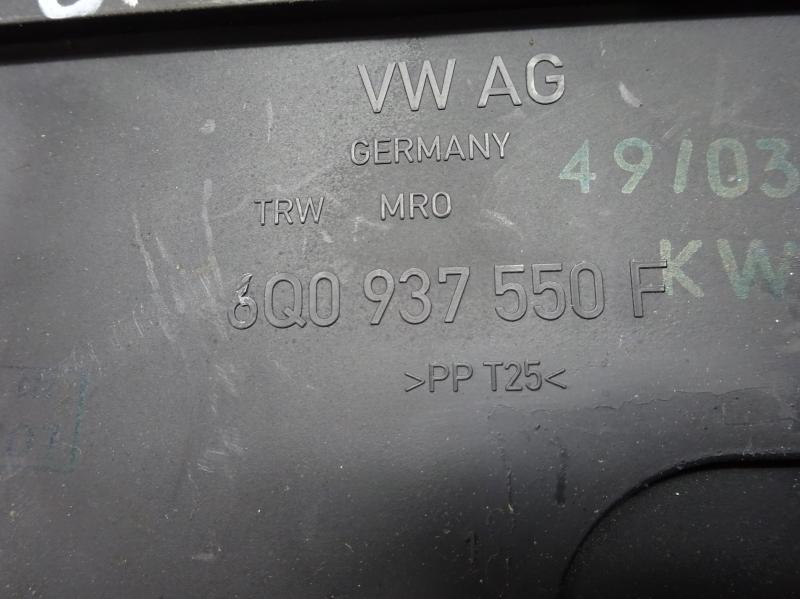 VW AG
GERMANY
49/03
TRW MRO
KW
6Q0 937 550 F
>PP T25<